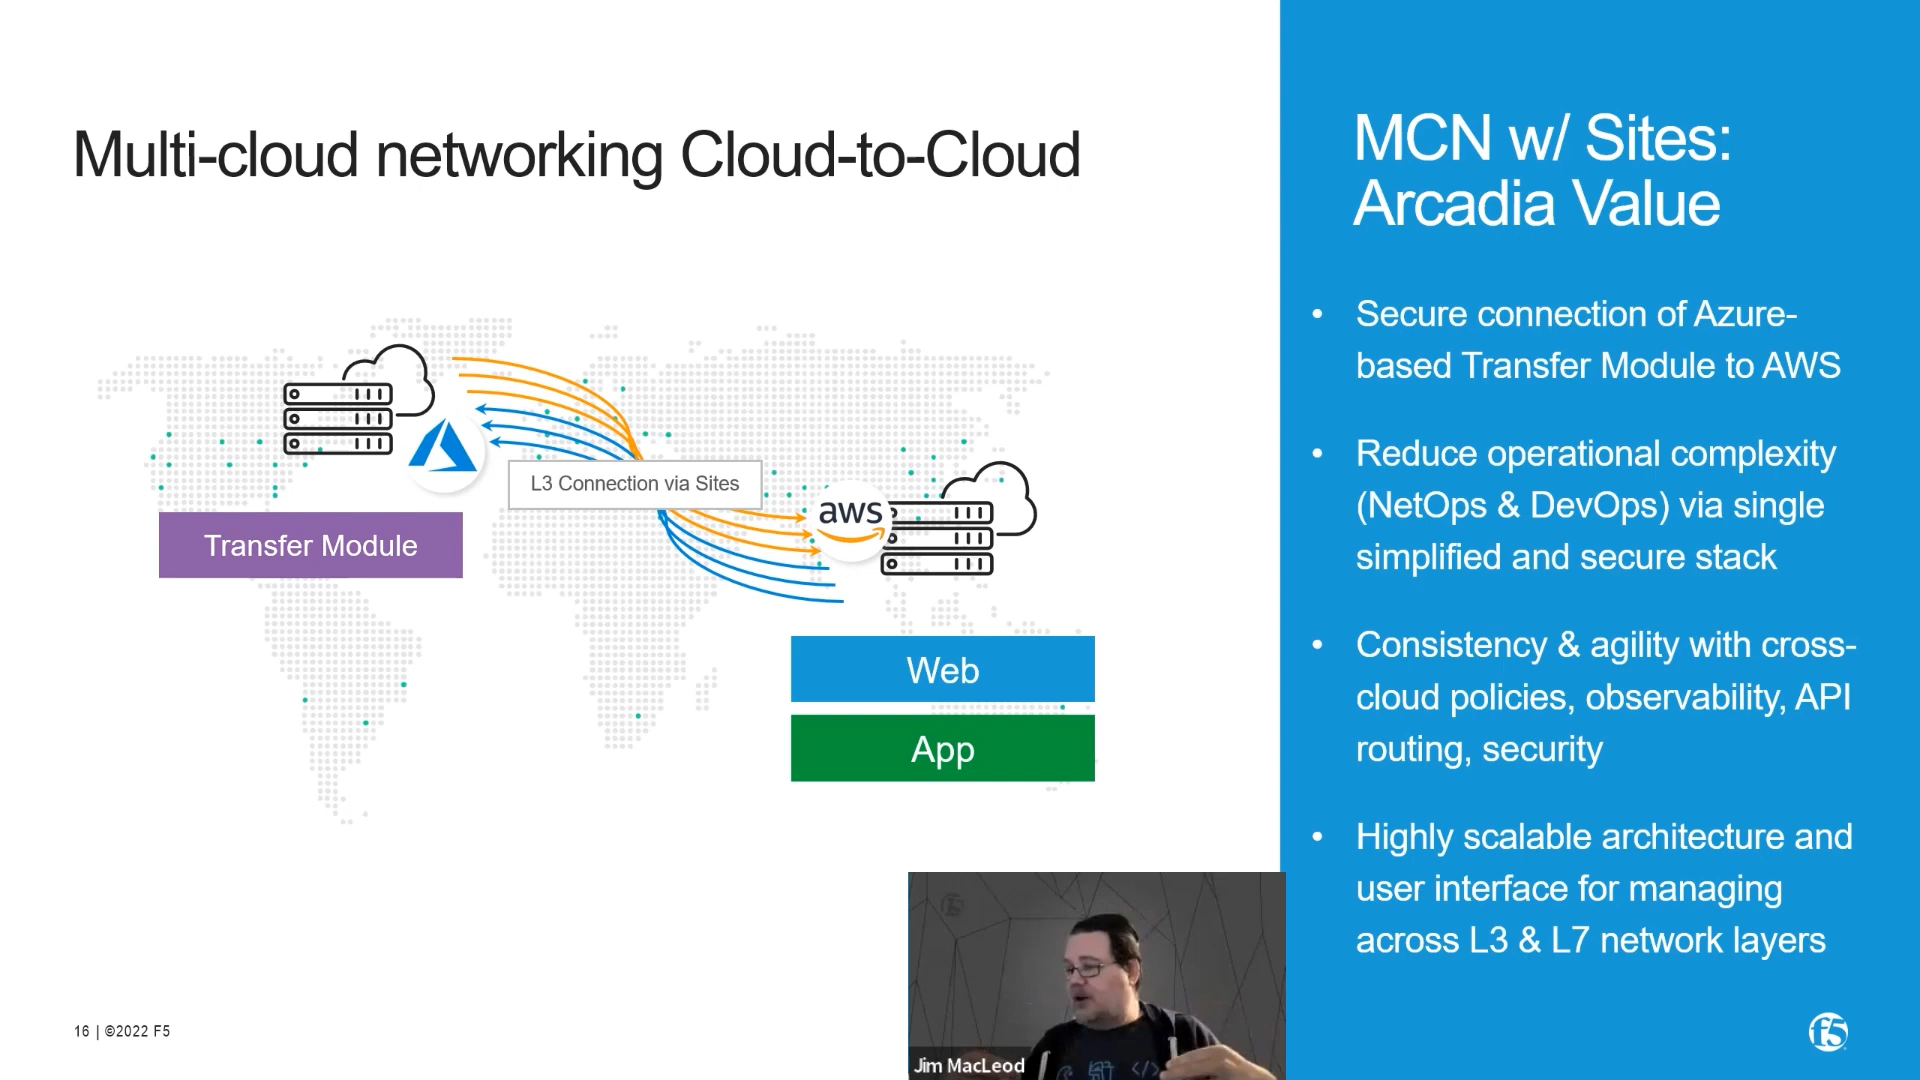 Multi-cloud networking Cloud-to-Cloud
L3 Connection via Sites
aws
Transfer Module
Web
App
MCN w/ Sites:
Arcadia Value
• Secure connection of Azure-
based Transfer Module to AWS
• Reduce operational complexity
(NetOps & DevOps) via single
simplified and secure stack
• Consistency & agility with cross-
cloud policies, observability, API
routing, security
• Highly scalable architecture and
user interface for managing
across L3 & L7 network layers
f5
</>
Jim MacLeod
16 | ©2022 F5
f5